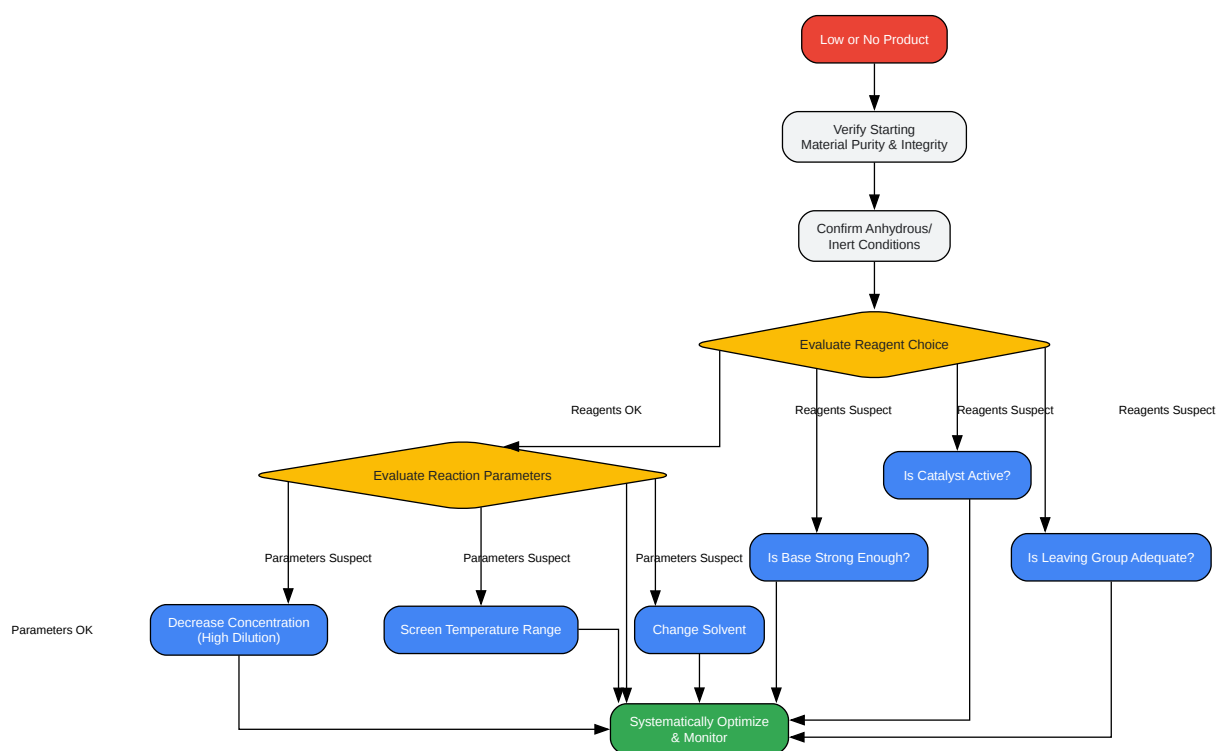 Low or No Product
Verify Starting
Material Purity & Integrity
Confirm Anhydrous/
Inert Conditions
Evaluate Reagent Choice
Reagents OK
Reagents Suspect
Reagents Suspect
Reagents Suspect
Evaluate Reaction Parameters
Is Catalyst Active?
Parameters Suspect
Parameters Suspect
Parameters Suspect
Is Base Strong Enough?
Is Leaving Group Adequate?
Parameters OK
Decrease Concentration
(High Dilution)
Screen Temperature Range
Change Solvent
Systematically Optimize
& Monitor